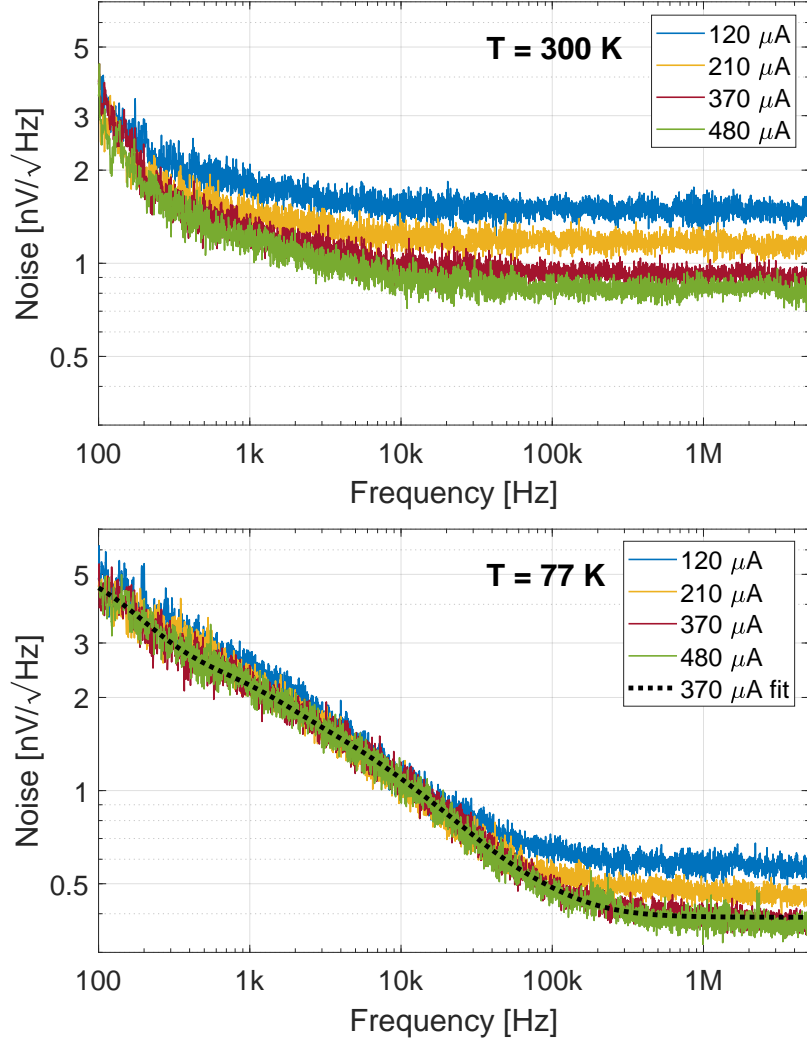 T = 300 K
120 μA
210 μA
370 μA
480 μA
Noise [nV/√Hz]
5
3
2
1
0.5
100 1k 10k 100k 1M
Frequency [Hz]
T = 77 K
120 μA
210 μA
370 μA
480 μA
370 μA fit
Noise [nV/√Hz]
5
3
2
1
0.5
100 1k 10k 100k 1M
Frequency [Hz]